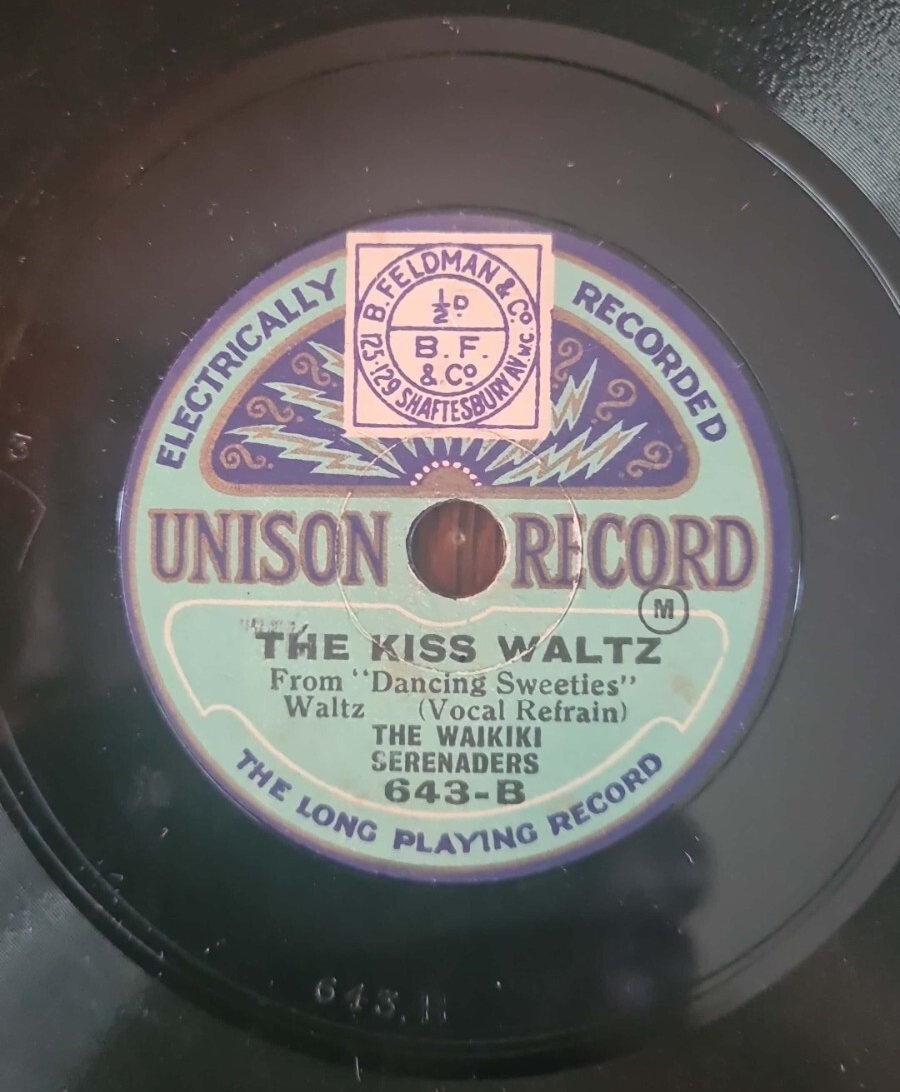 B. FELDMAN & Co.
½D
B. F.
& Co
125-129 SHAFTESBURY AV. W.C.
ELECTRICALLY RECORDED
UNISON RECORD
M
THE KISS WALTZ
From "Dancing Sweeties"
Waltz (Vocal Refrain)
THE WAIKIKI
SERENADERS
643-B
THE LONG PLAYING RECORD